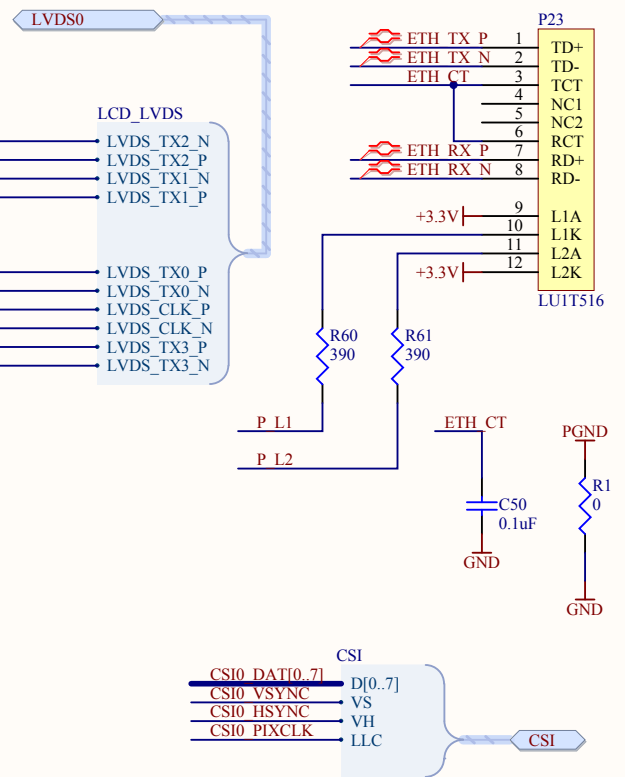 LVDS0
LCD_LVDS
LVDS_TX2_N
LVDS_TX2_P
LVDS_TX1_N
LVDS_TX1_P
LVDS_TX0_P
LVDS_TX0_N
LVDS_CLK_P
LVDS_CLK_N
LVDS_TX3_P
LVDS_TX3_N
P23
ETH_TX_P 1 TD+
ETH_TX_N 2 TD-
ETH_CT 3 TCT
4 NC1
5 NC2
6 RCT
ETH_RX_P 7 RD+
ETH_RX_N 8 RD-
+3.3V 9 L1A
10 L1K
11 L2A
+3.3V 12 L2K
LU1T516
R60
390
R61
390
P_L1
P_L2
ETH_CT
C50
0.1uF
GND
PGND
R1
0
GND
CSI
CSI0_DAT[0..7] D[0..7]
CSI0_VSYNC VS
CSI0_HSYNC VH
CSI0_PIXCLK LLC
CSI